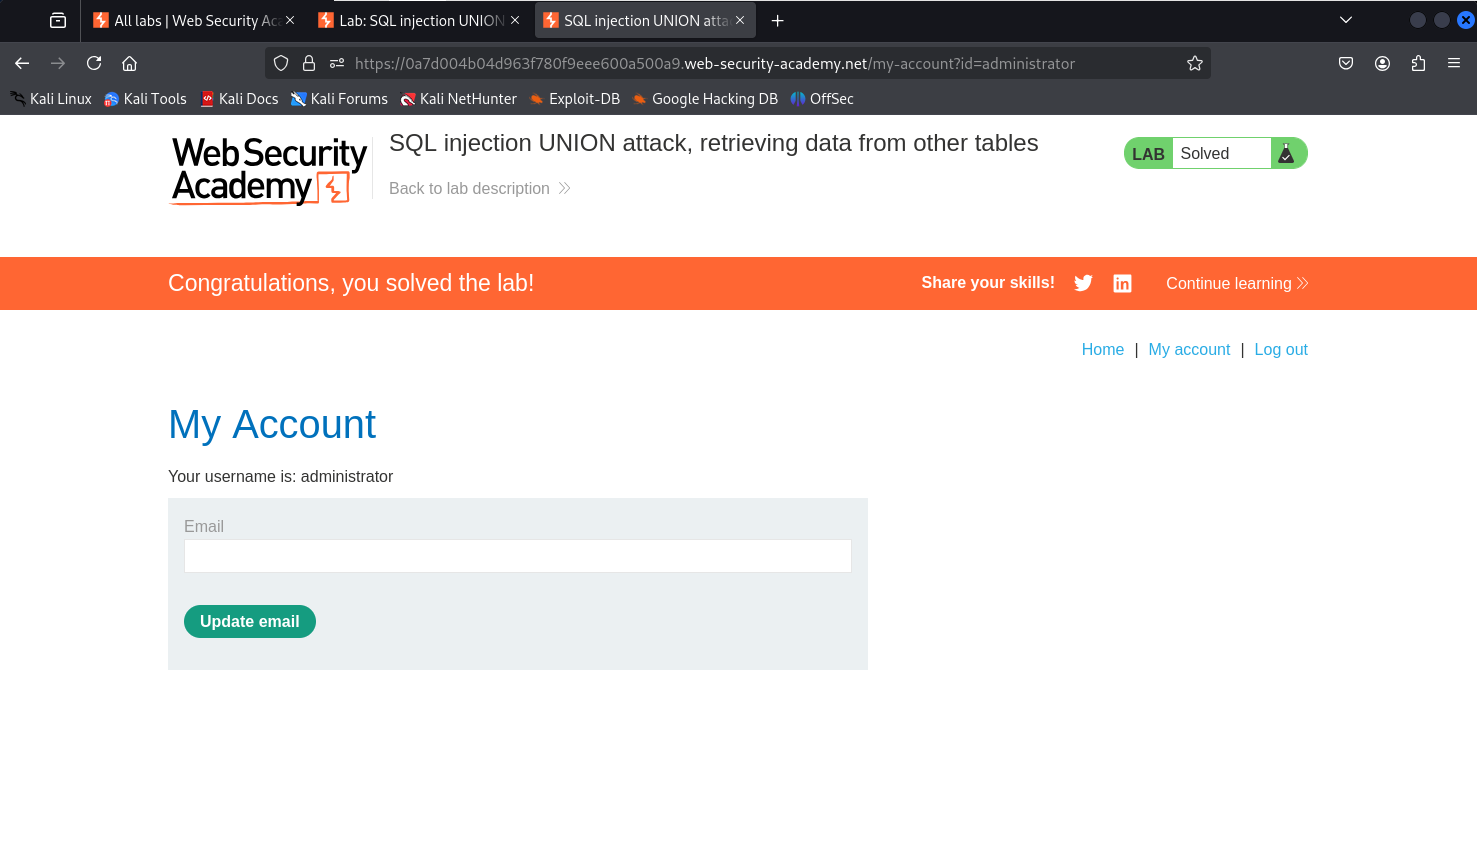 All labs | Web Security Aca
Lab: SQL injection UNION
SQL injection UNION atta
https://0a7d004b04d963f780f9eee600a500a9.web-security-academy.net/my-account?id=administrator
Kali Linux
Kali Tools
Kali Docs
Kali Forums
Kali NetHunter
Exploit-DB
Google Hacking DB
OffSec
Web Security
Academy
SQL injection UNION attack, retrieving data from other tables
LAB Solved
Back to lab description
Congratulations, you solved the lab!
Share your skills!
Continue learning
Home | My account | Log out
My Account
Your username is: administrator
Email
Update email